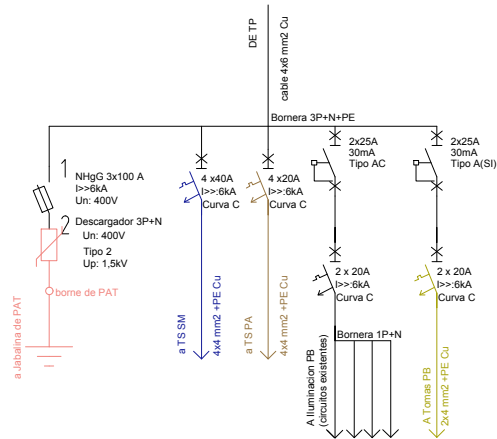 DE TP
cable 4x6 mm2 Cu
Bornera 3P+N+PE
1
NHgG 3x100 A
I>>6kA
Un: 400V
2
Descargador 3P+N
Un: 400V
Tipo 2
Up: 1,5kV
borne de PAT
a Jabalina de PAT
4 x40A
I>>:6kA
Curva C
a TS SM
4x4 mm2 +PE Cu
4 x20A
I>>:6kA
Curva C
a TS PA
4x4 mm2 +PE Cu
2x25A
30mA
Tipo AC
2 x 20A
I>>:6kA
Curva C
Bornera 1P+N
A Iluminacion PB
(circuitos existentes)
2x25A
30mA
Tipo A(SI)
2 x 20A
I>>:6kA
Curva C
A Tomas PB
2x4 mm2 +PE Cu